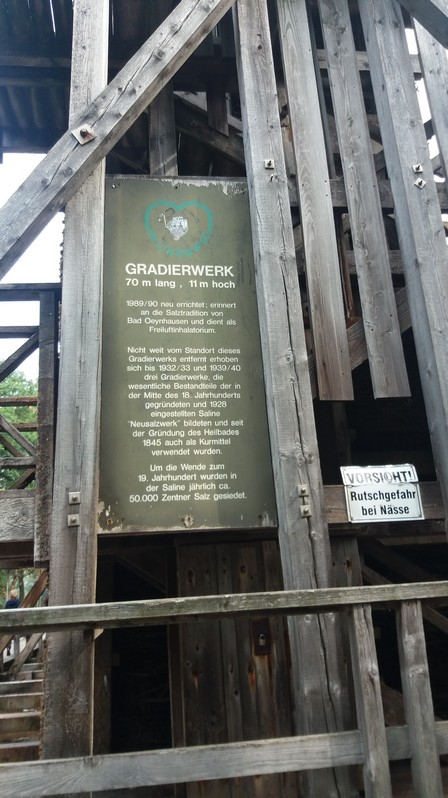 GRADIERWERK
70 m lang , 11 m hoch
1989/90 neu errichtet; erinnert
an die Salztradition von
Bad Oeynhausen und dient als
Freiluftinhalatorium.
Nicht weit vom Standort dieses
Gradierwerks entfernt erhoben
sich bis 1932/33 und 1939/40
drei Gradierwerke, die
wesentliche Bestandteile der in
der Mitte des 18. Jahrhunderts
gegründeten und 1928
eingestellten Saline
"Neusalzwerk" bildeten und seit
der Gründung des Heilbades
1845 auch als Kurmittel
verwendet wurden.
Um die Wende zum
19. Jahrhundert wurden in
der Saline jährlich ca.
50.000 Zentner Salz gesiedet.
VORSICHT!
Rutschgefahr
bei Nässe